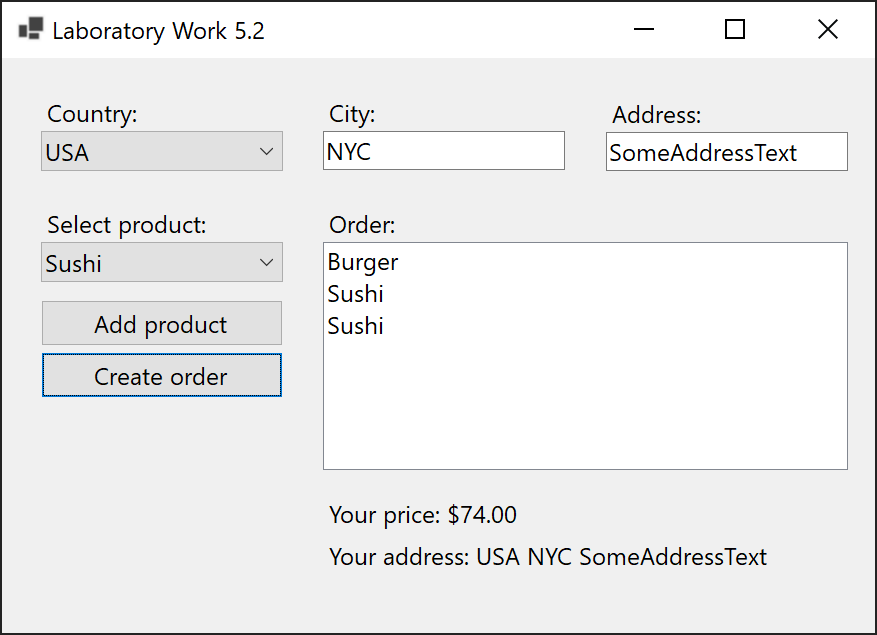 Laboratory Work 5.2
Country:
City:
Address:
USA
NYC
SomeAddressText
Select product:
Order:
Sushi
Burger
Sushi
Sushi
Add product
Create order
Your price: $74.00
Your address: USA NYC SomeAddressText